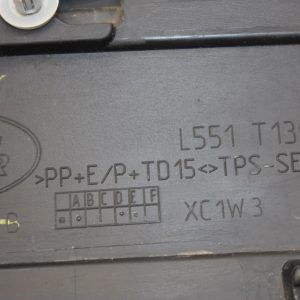 L551 T13
>PP+E/P+TD15<>TPS-SE
A B C D E F
XC1W3